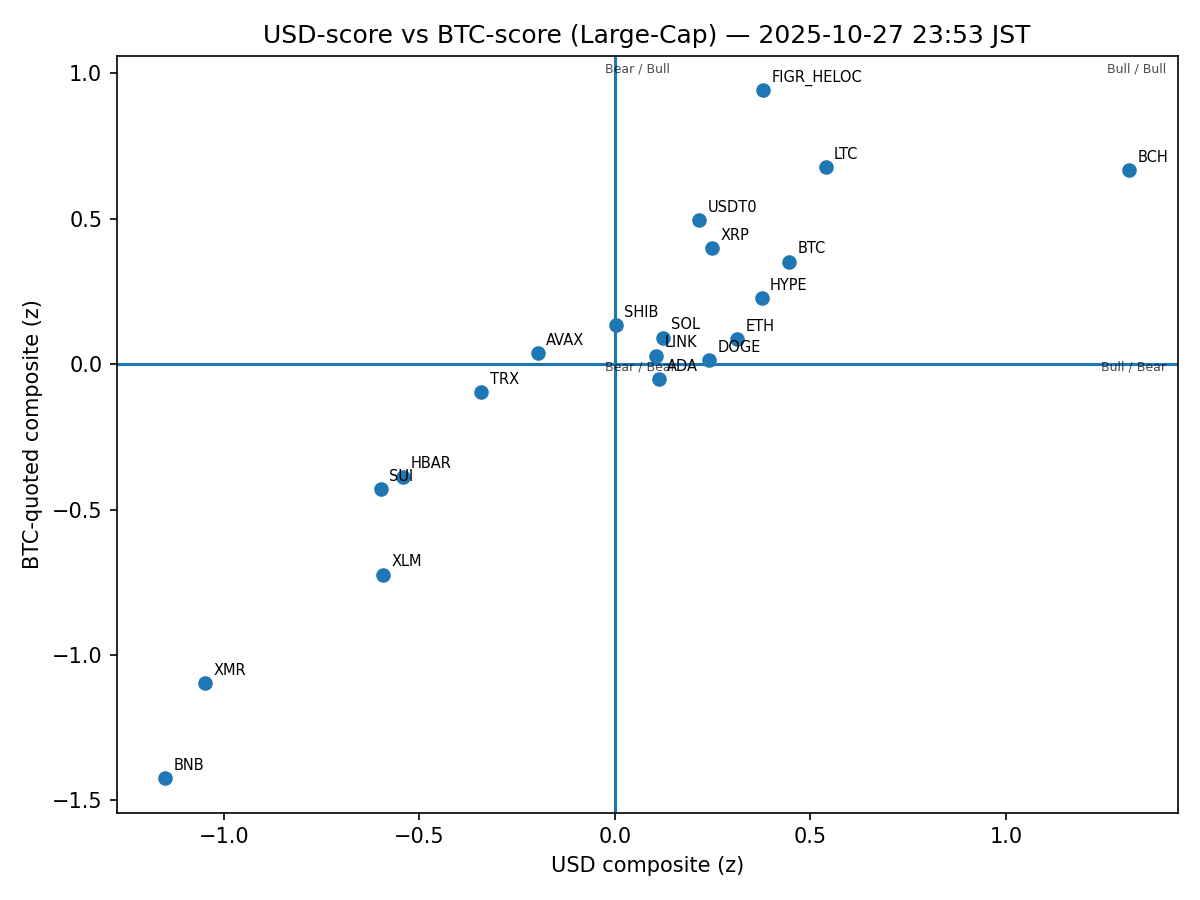 USD-score vs BTC-score (Large-Cap) — 2025-10-27 23:53 JST
Bear / Bull
Bull / Bull
1.0
FIGR_HELOC
LTC
BCH
0.5
USDT0
XRP
BTC
HYPE
SHIB
SOL
ETH
AVAX
LINK
DOGE
0.0
Bear / Bear
ADA
Bull / Bear
TRX
HBAR
SUI
−0.5
XLM
−1.0
XMR
BNB
−1.5
BTC-quoted composite (z)
−1.0 −0.5 0.0 0.5 1.0
USD composite (z)